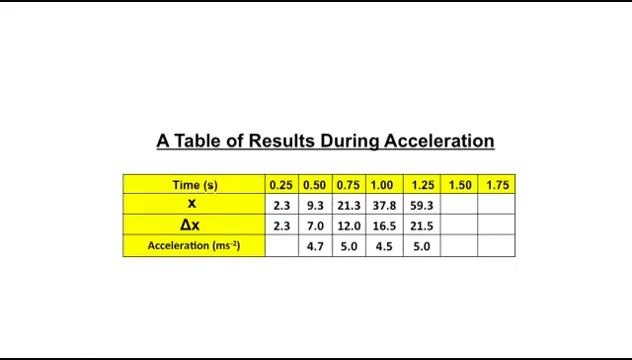 A Table of Results During Acceleration
Time (s) 0.25 0.50 0.75 1.00 1.25 1.50 1.75
x 2.3 9.3 21.3 37.8 59.3
Δx 2.3 7.0 12.0 16.5 21.5
Acceleration (ms⁻²) 4.7 5.0 4.5 5.0